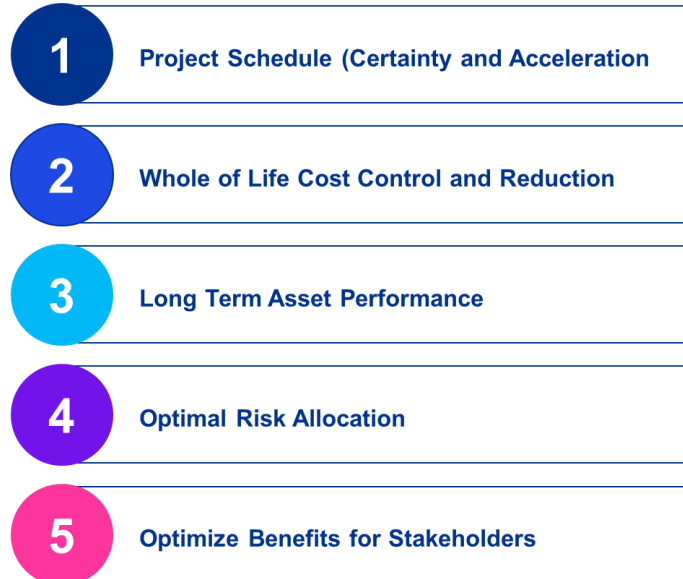 1
Project Schedule (Certainty and Acceleration
2
Whole of Life Cost Control and Reduction
3
Long Term Asset Performance
4
Optimal Risk Allocation
5
Optimize Benefits for Stakeholders